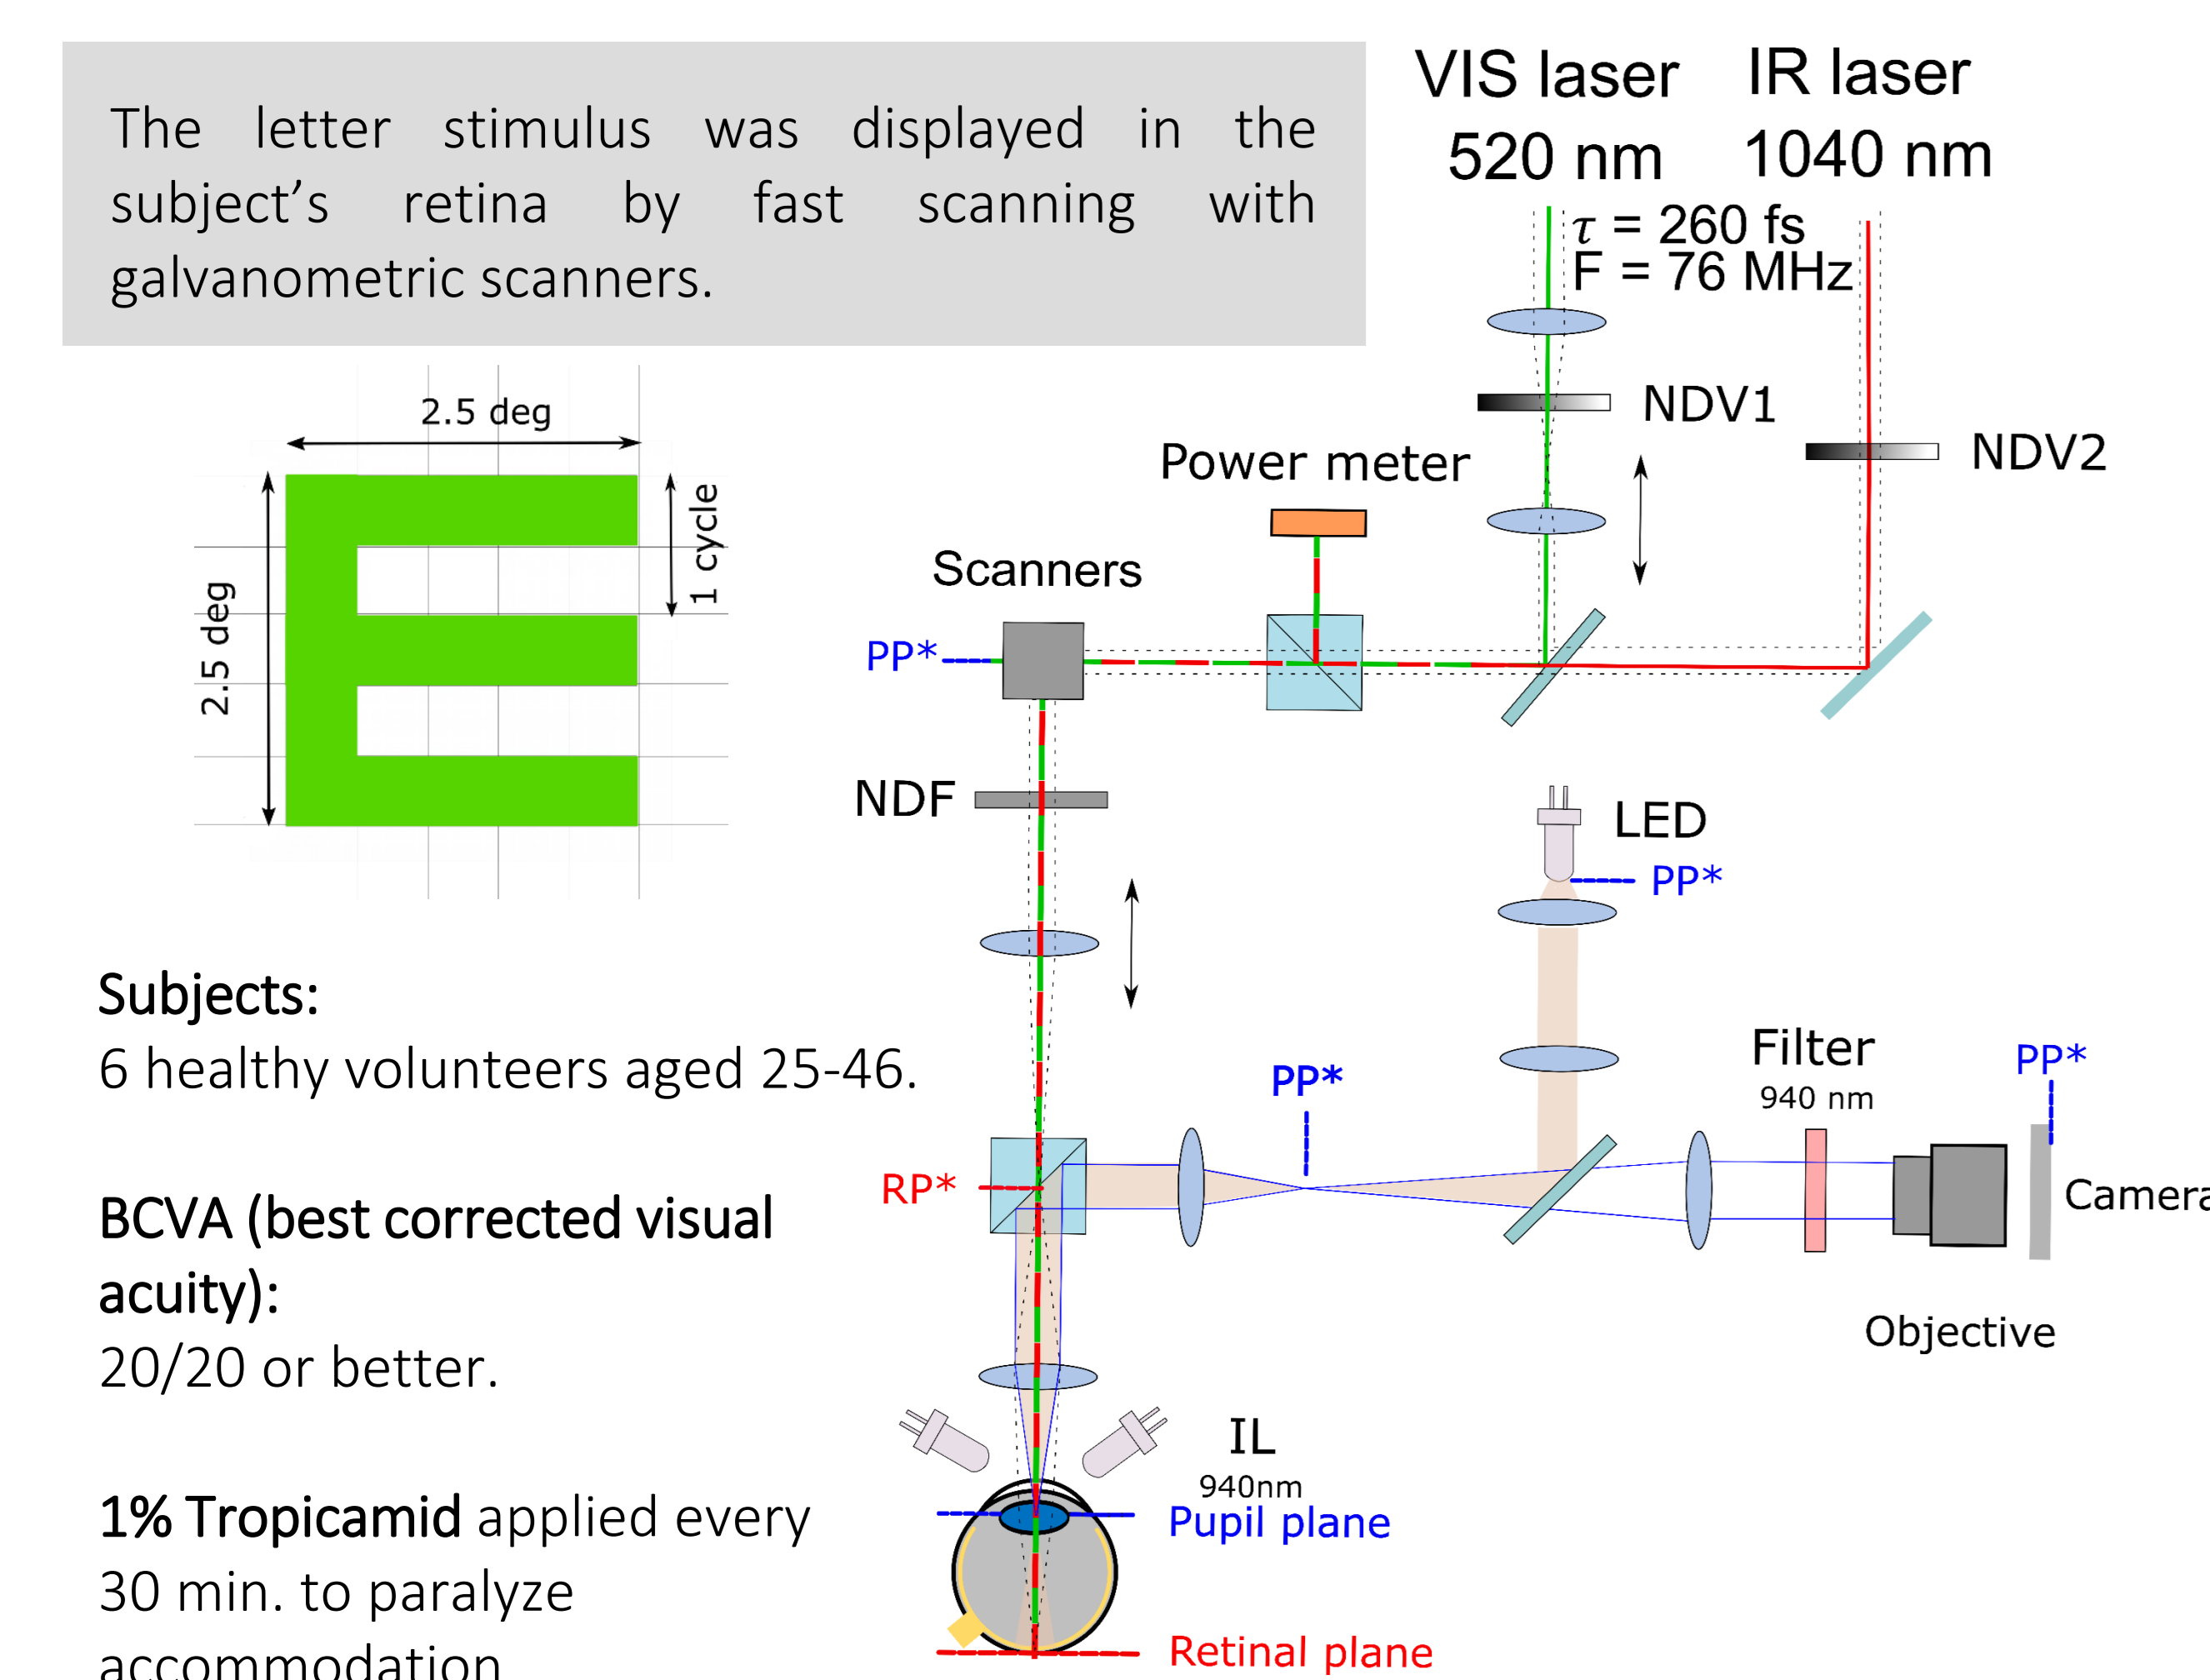 The letter stimulus was displayed in the
subject’s retina by fast scanning with
galvanometric scanners.
VIS laser
520 nm
IR laser
1040 nm
τ = 260 fs
F = 76 MHz
NDV1
NDV2
Power meter
Scanners
PP*
NDF
2.5 deg
2.5 deg
1 cycle
LED
PP*
Subjects:
6 healthy volunteers aged 25-46.
BCVA (best corrected visual
acuity):
20/20 or better.
1% Tropicamid applied every
30 min. to paralyze
accommodation
RP*
PP*
Filter
940 nm
PP*
Camera
Objective
IL
940nm
Pupil plane
Retinal plane